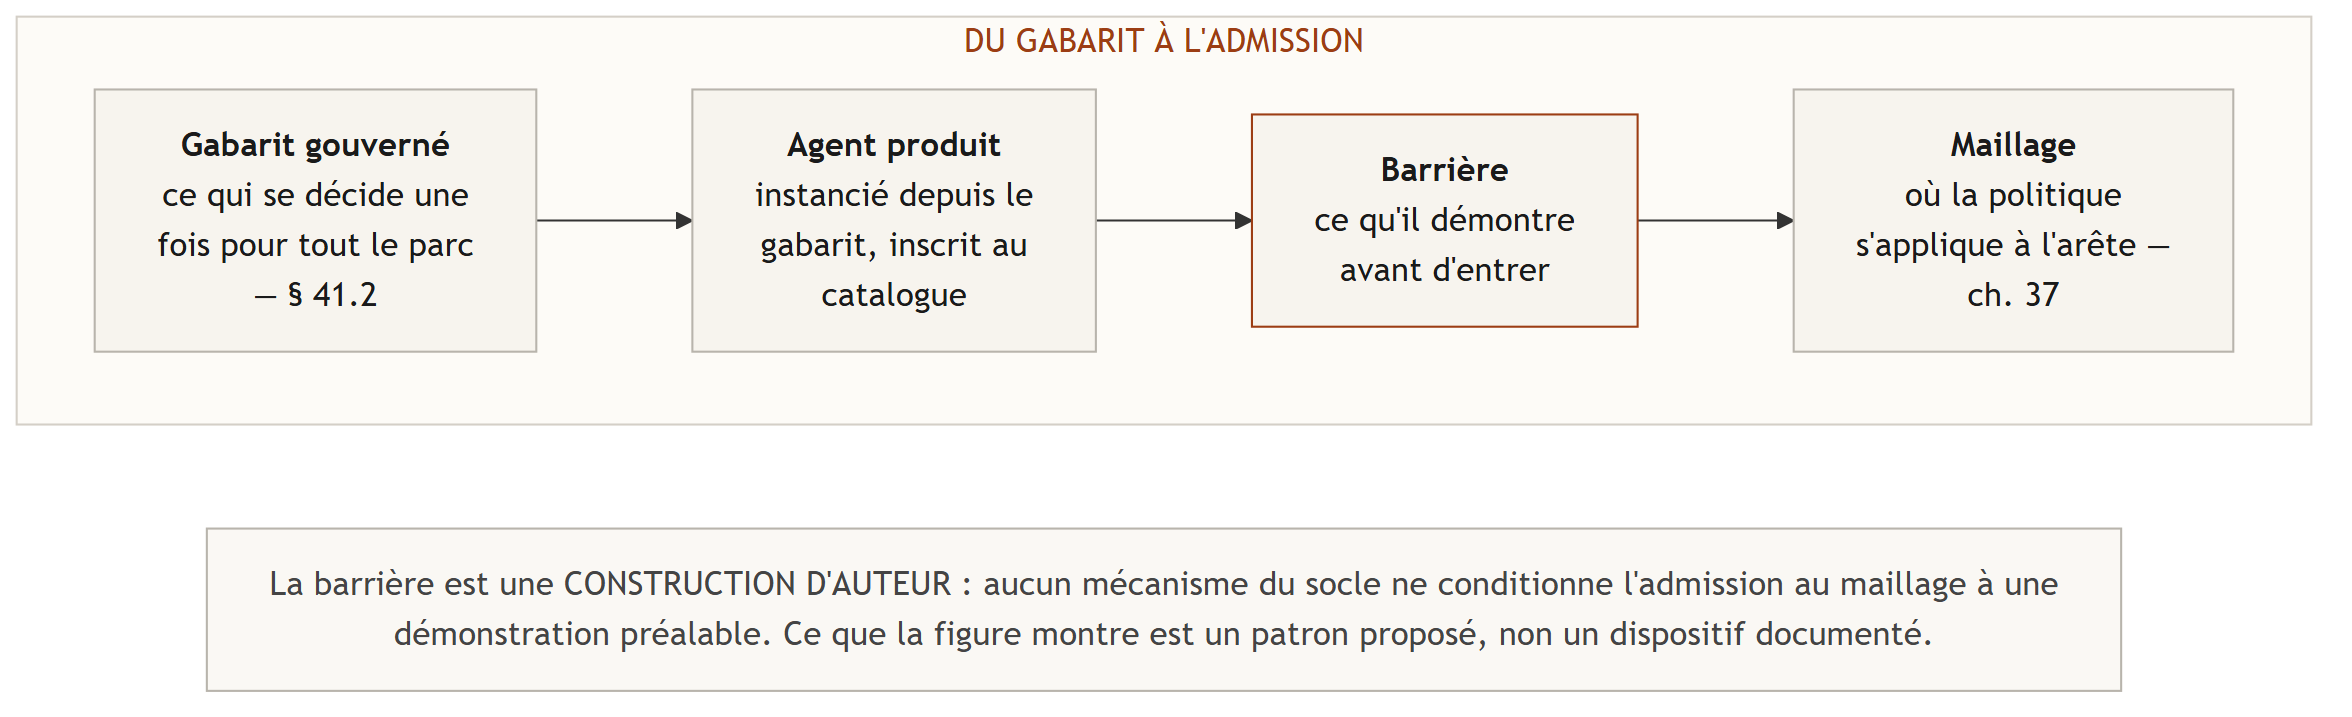 DU GABARIT À L'ADMISSION
Gabarit gouverné
ce qui se décide une
fois pour tout le parc
— § 41.2
Agent produit
instancié depuis le
gabarit, inscrit au
catalogue
Barrière
ce qu'il démontre
avant d'entrer
Maillage
où la politique
s'applique à l'arête —
ch. 37
La barrière est une CONSTRUCTION D'AUTEUR : aucun mécanisme du socle ne conditionne l'admission au maillage à une
démonstration préalable. Ce que la figure montre est un patron proposé, non un dispositif documenté.